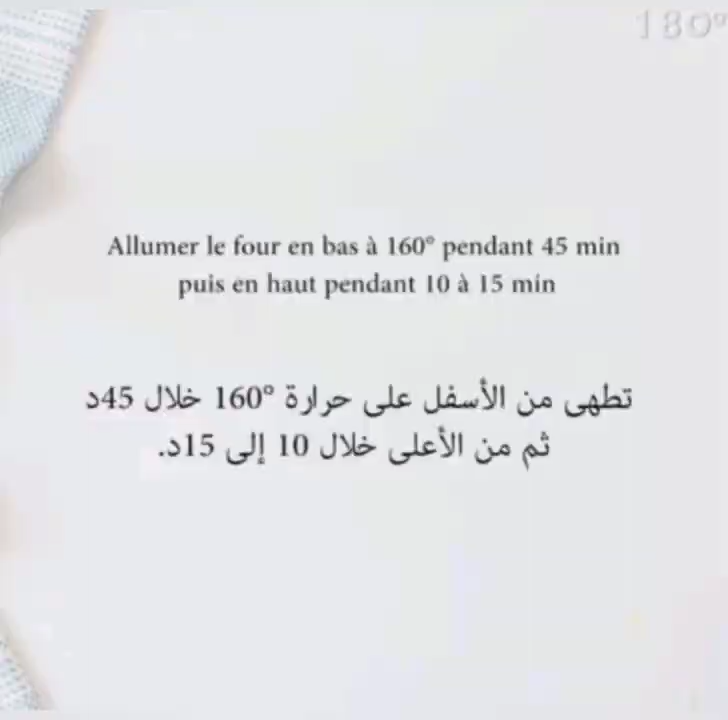 180°
Allumer le four en bas à 160° pendant 45 min
puis en haut pendant 10 à 15 min
تطهى من الأسفل على حرارة °160 خلال 45د
ثم من الأعلى خلال 10 إلى 15د.